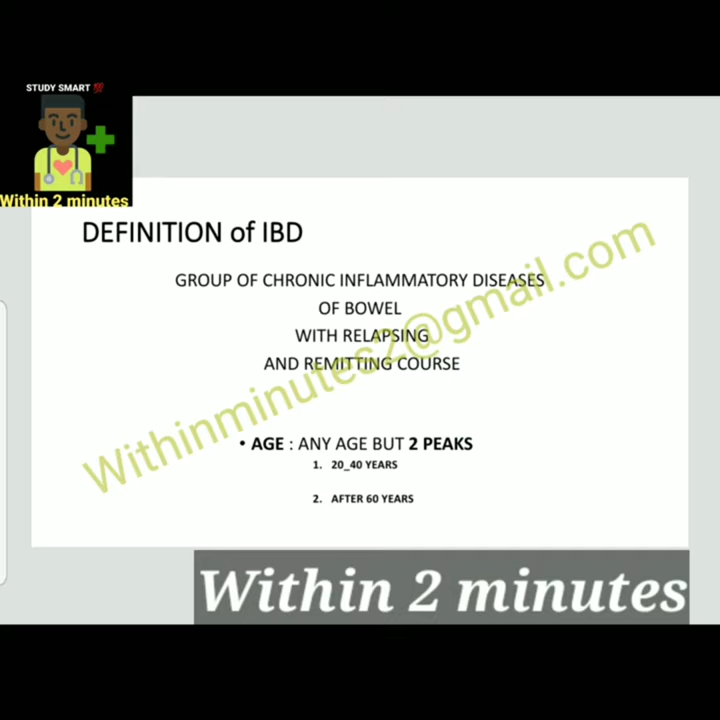 STUDY SMART 💯
Within 2 minutes
DEFINITION of IBD
GROUP OF CHRONIC INFLAMMATORY DISEASES
OF BOWEL
WITH RELAPSING
AND REMITTING COURSE
Withinminutes2@gmail.com
• AGE : ANY AGE BUT 2 PEAKS
1. 20_40 YEARS
2. AFTER 60 YEARS
Within 2 minutes